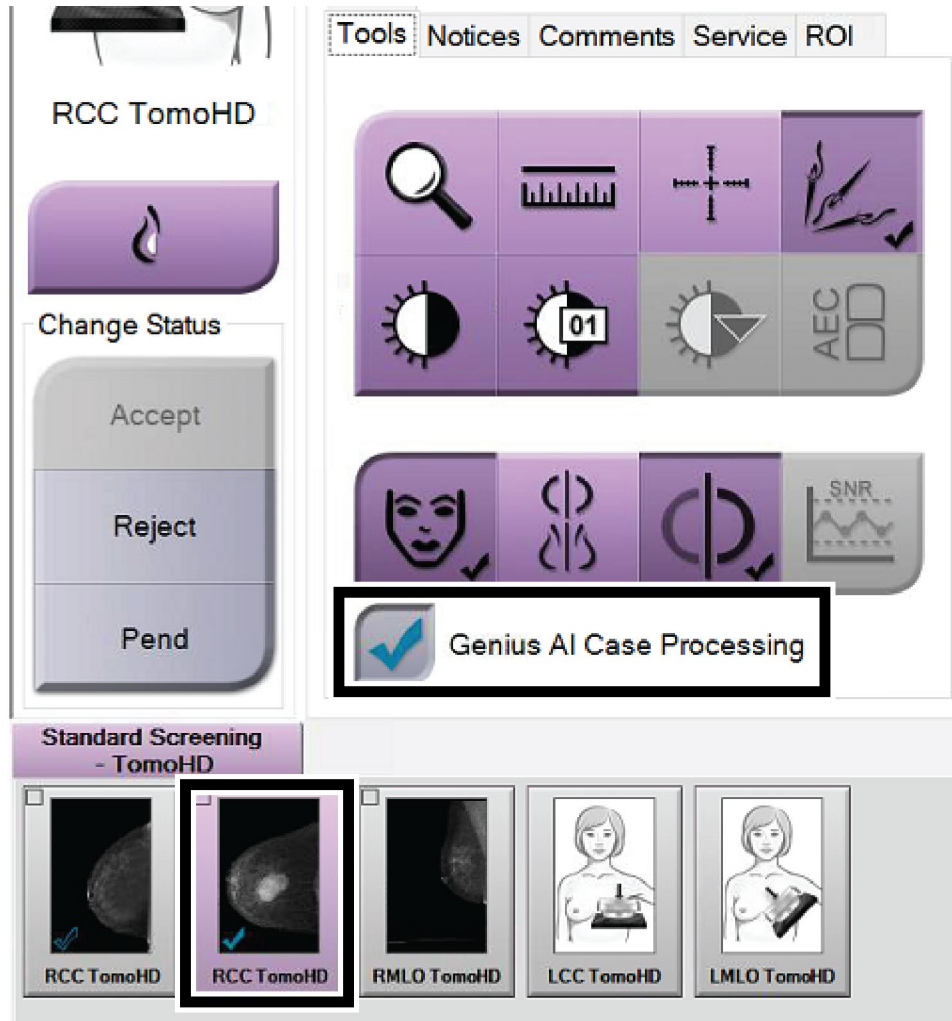 RCC TomoHD
Change Status
Accept
Reject
Pend
Tools Notices Comments Service ROI
01
AEC
SNR
Genius AI Case Processing
Standard Screening
- TomoHD
RCC TomoHD
RCC TomoHD
RMLO TomoHD
LCC TomoHD
LMLO TomoHD